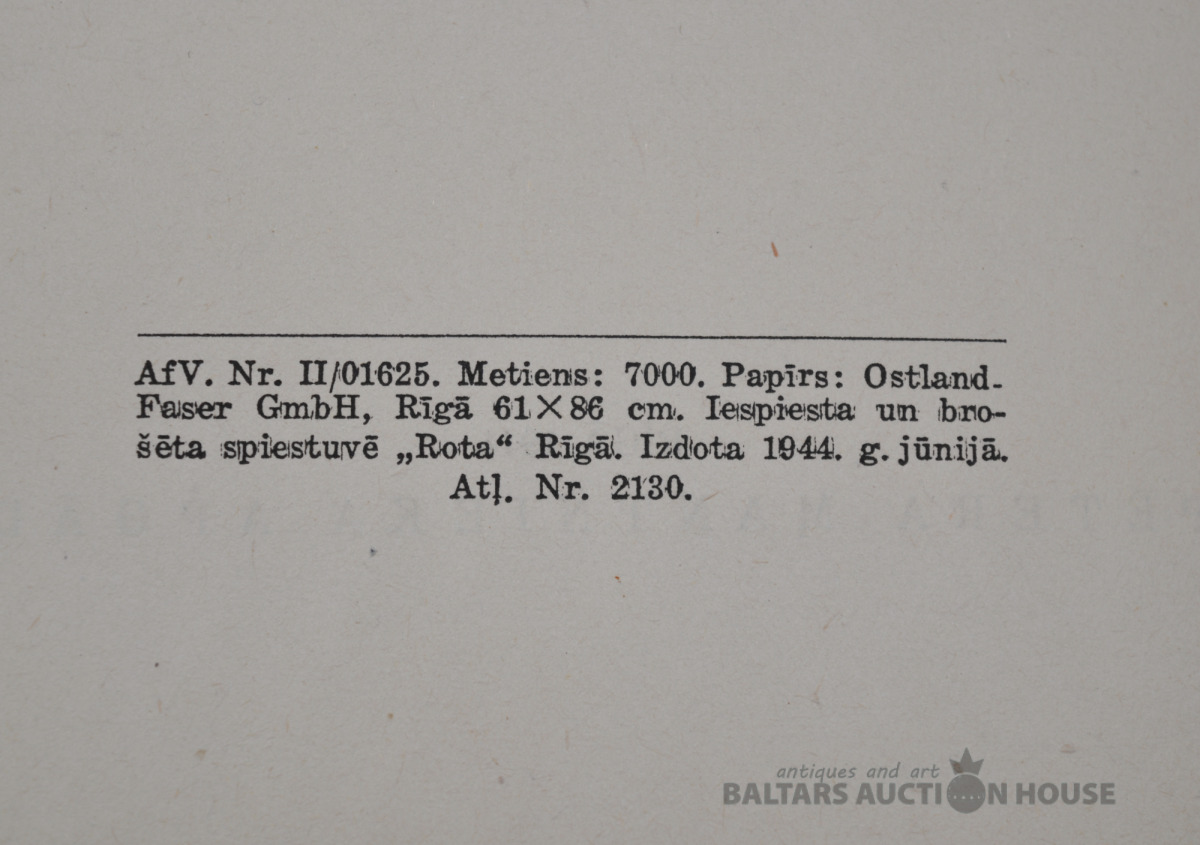 AfV. Nr. II/01625. Metiens: 7000. Papīrs: Ostland-
Faser GmbH, Rīgā 61×86 cm. Iespiesta un bro-
šēta spiestuvē „Rota“ Rīgā. Izdota 1944. g. jūnijā.
Atļ. Nr. 2130.
antiques and art
BALTARS AUCTION HOUSE